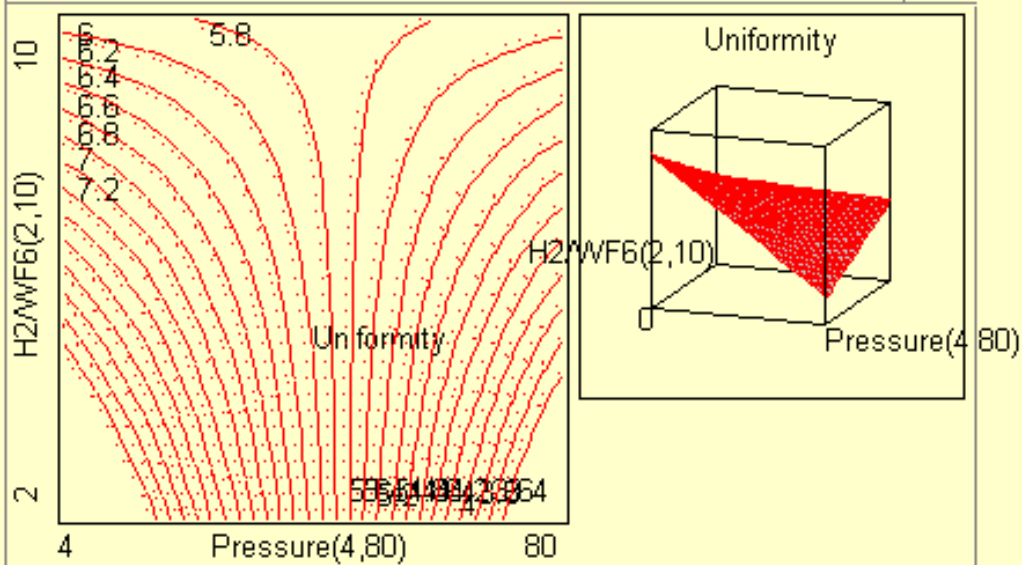 10
H2/WF6(2,10)
2
6
6.2
6.4
6.6
6.8
7
7.2
5.8
Uniformity
4
Pressure(4,80)
80
Uniformity
H2/WF6(2,10)
0
Pressure(4,80)